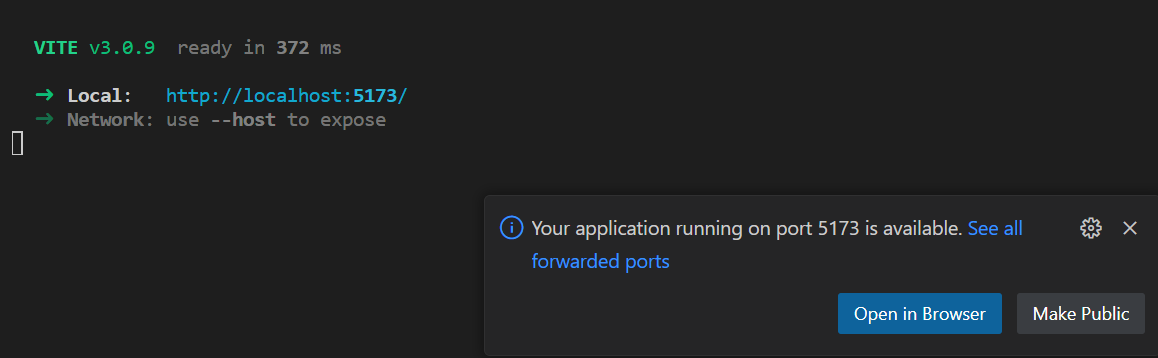 VITE v3.0.9 ready in 372 ms
➜ Local: http://localhost:5173/
➜ Network: use --host to expose
Your application running on port 5173 is available. See all
forwarded ports
Open in Browser Make Public